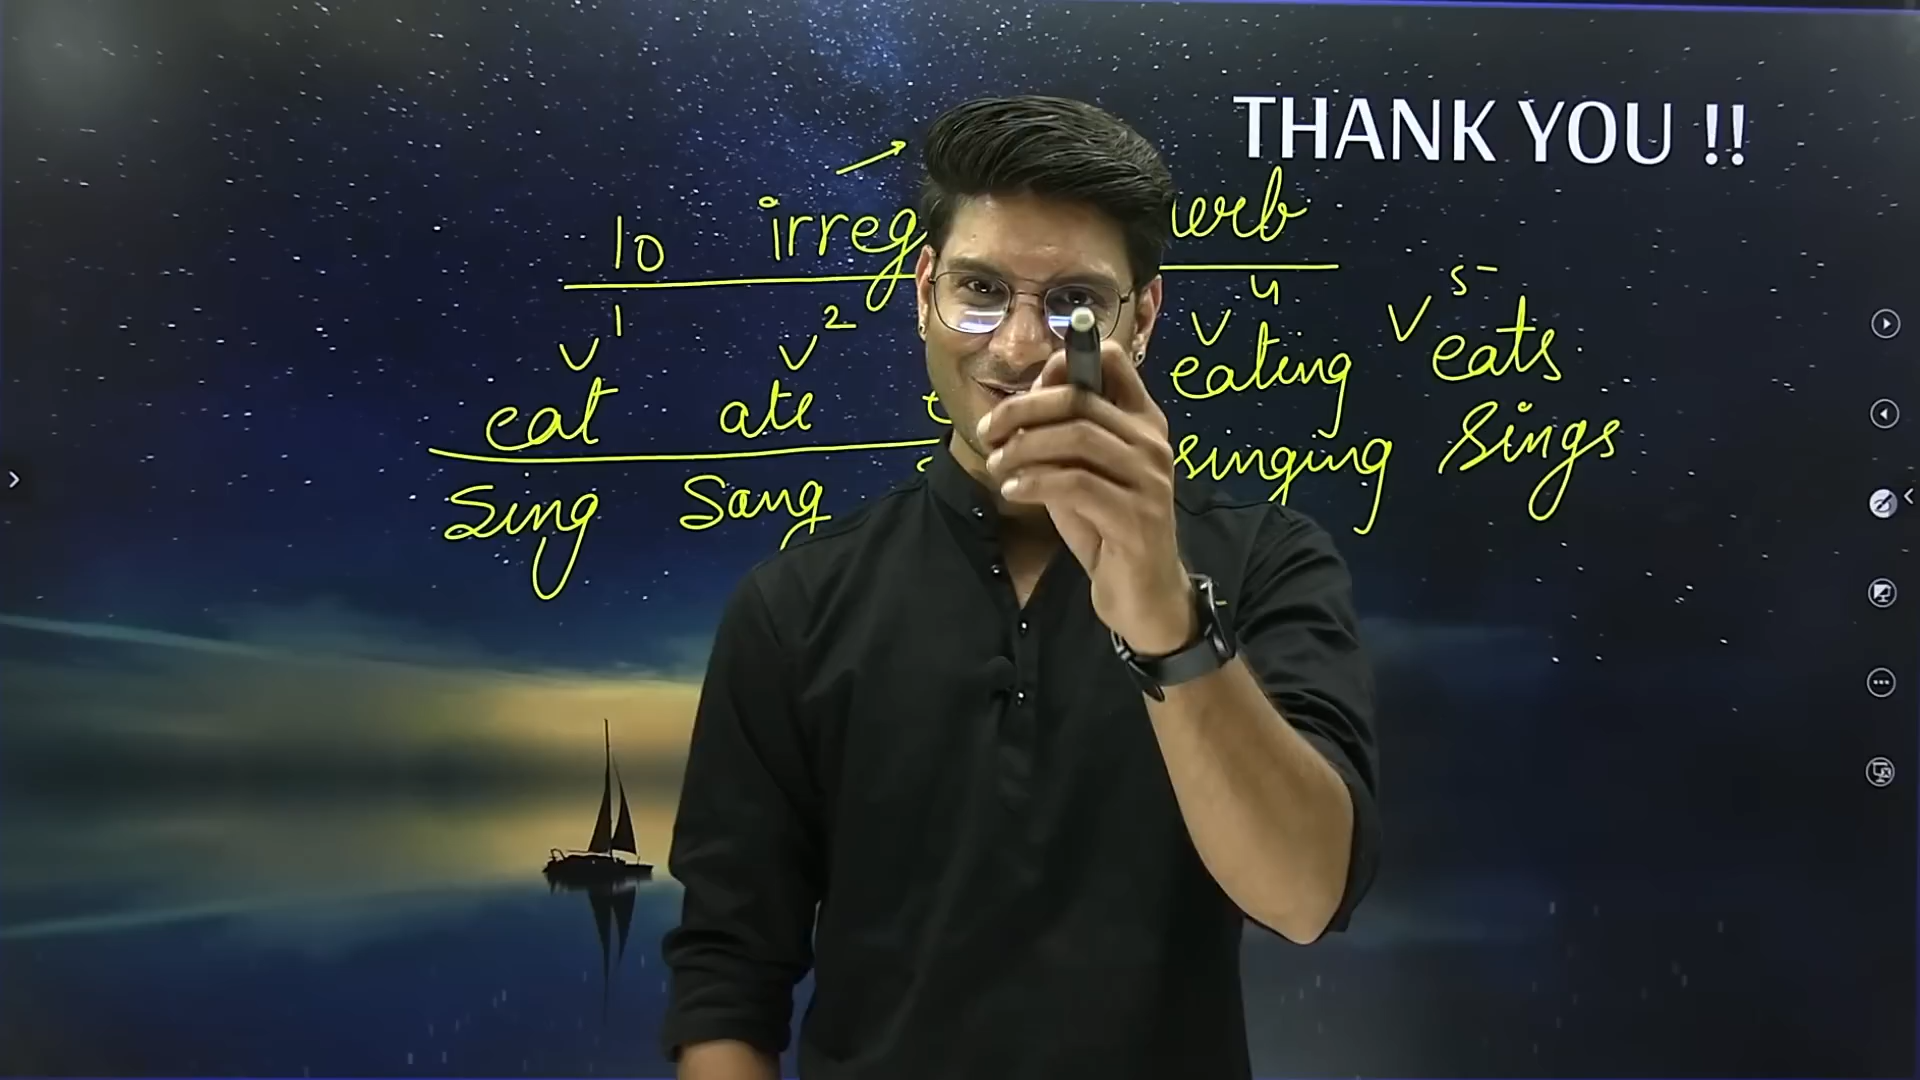 THANK YOU !!
10 irreg verb
V1 V2 V4 V5
eat ate eating eats
Sing Sang singing Sings